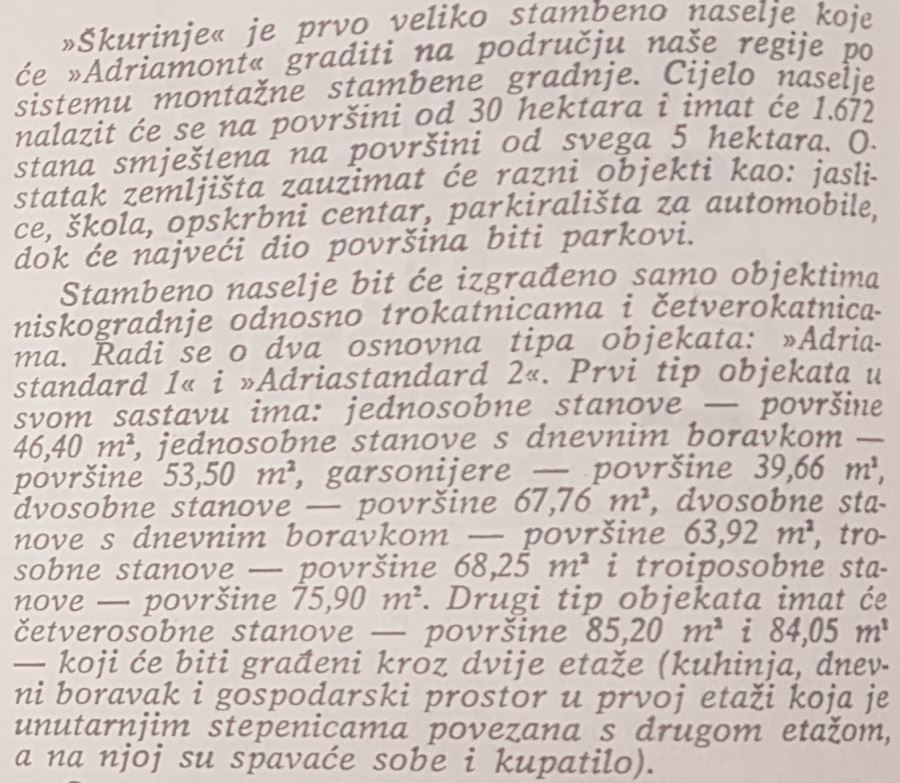 »Škurinje« je prvo veliko stambeno naselje koje
će »Adriamont« graditi na području naše regije po
sistemu montažne stambene gradnje. Cijelo naselje
nalazit će se na površini od 30 hektara i imat će 1.672
stana smještena na površini od svega 5 hektara. O-
statak zemljišta zauzimat će razni objekti kao: jasli-
ce, škola, opskrbni centar, parkirališta za automobile,
dok će najveći dio površina biti parkovi.
Stambeno naselje bit će izgrađeno samo objektima
niskogradnje odnosno trokatnicama i četverokatnica-
ma. Radi se o dva osnovna tipa objekata: »Adria-
standard 1« i »Adriastandard 2«. Prvi tip objekata u
svom sastavu ima: jednosobne stanove — površine
46,40 m², jednosobne stanove s dnevnim boravkom —
površine 53,50 m², garsonijere — površine 39,66 m²,
dvosobne stanove — površine 67,76 m², dvosobne sta-
nove s dnevnim boravkom — površine 63,92 m², tro-
sobne stanove — površine 68,25 m² i troiposobne sta-
nove — površine 75,90 m². Drugi tip objekata imat će
četverosobne stanove — površine 85,20 m² i 84,05 m²
— koji će biti građeni kroz dvije etaže (kuhinja, dnev-
ni boravak i gospodarski prostor u prvoj etaži koja je
unutarnjim stepenicama povezana s drugom etažom,
a na njoj su spavaće sobe i kupatilo).